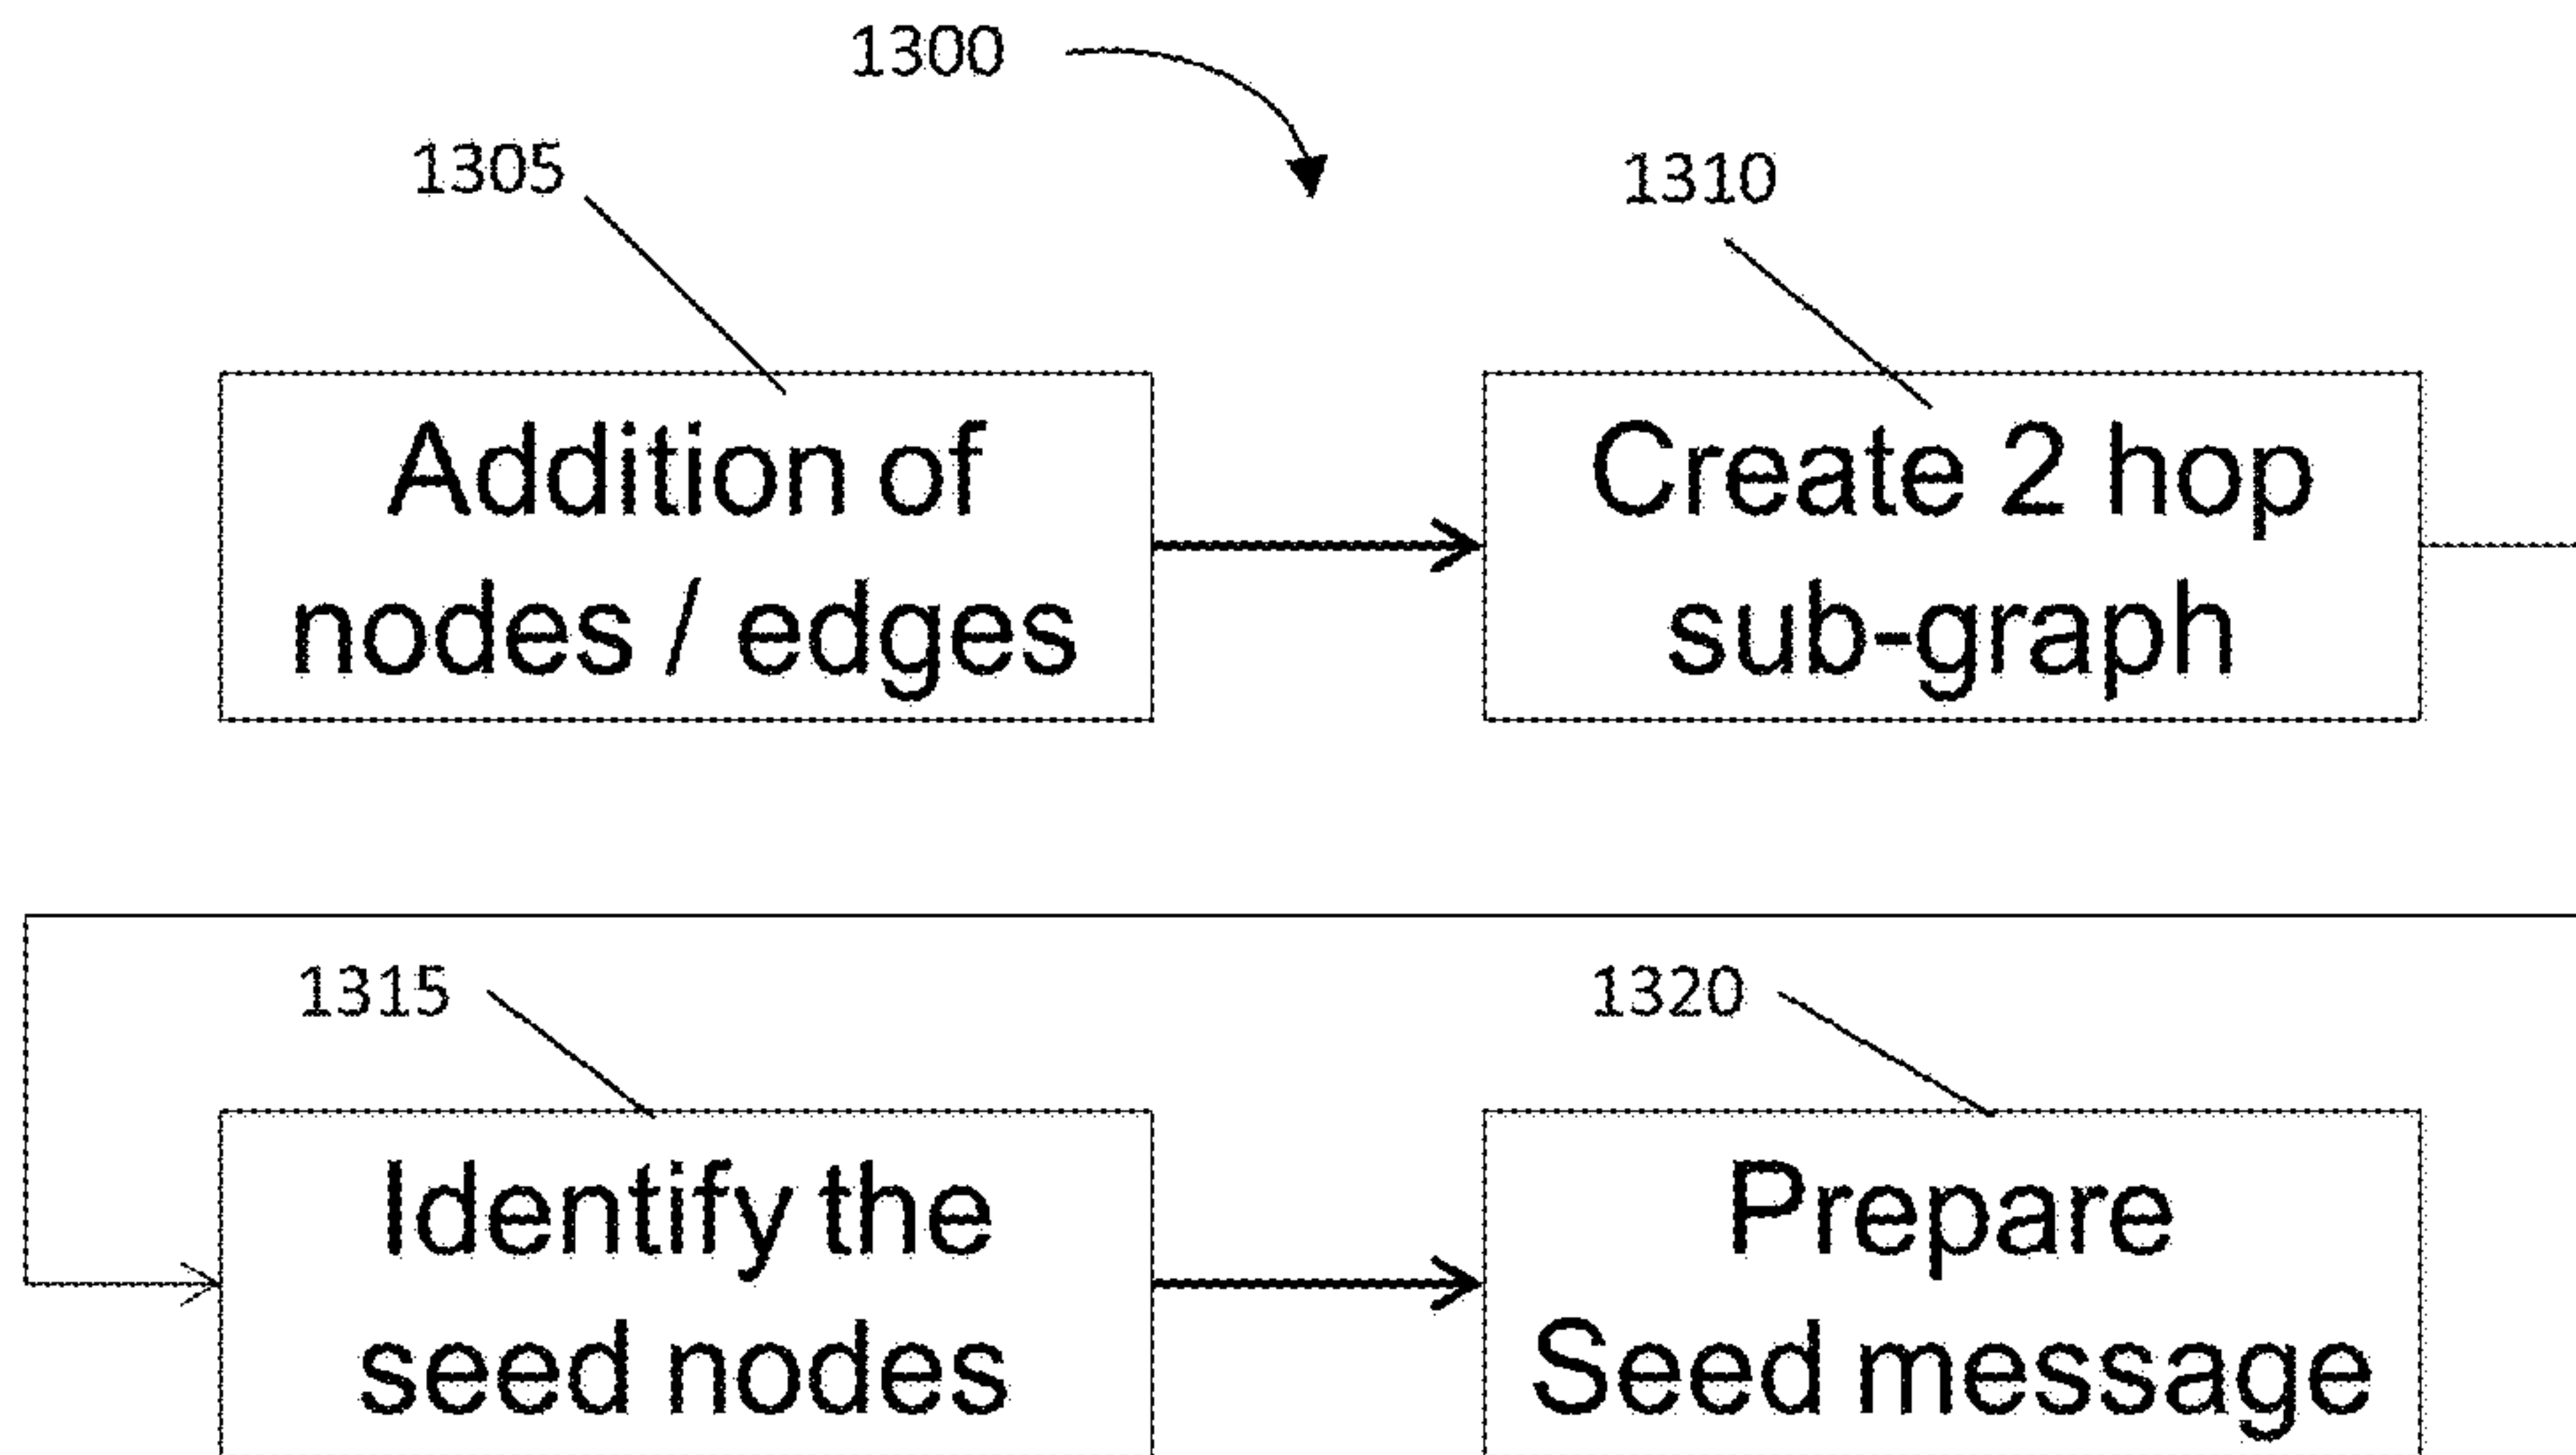 1300
1305
1310
Addition of
nodes / edges
Create 2 hop
sub-graph
1315
1320
Identify the
seed nodes
Prepare
Seed message